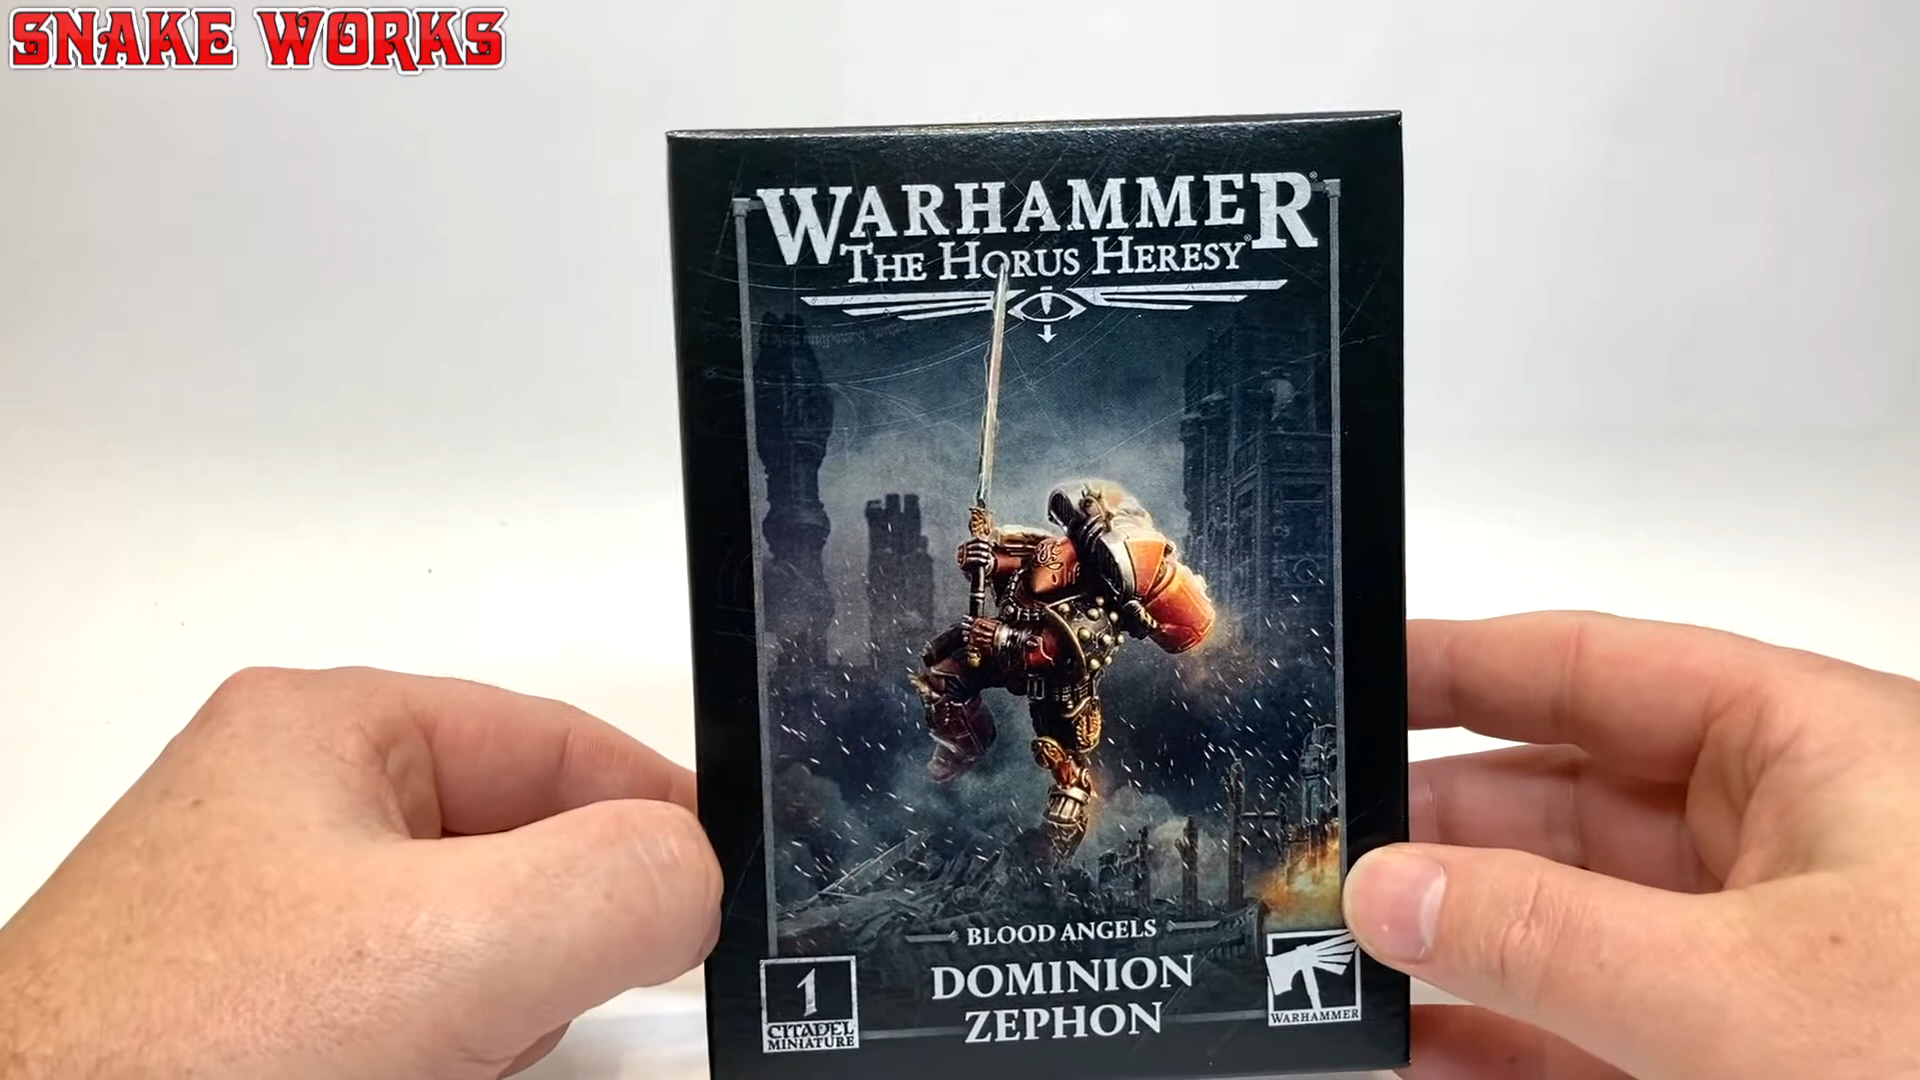 SNAKE WORKS
WARHAMMER®
THE HORUS HERESY®
BLOOD ANGELS
DOMINION
ZEPHON
1
CITADEL
MINIATURE
WARHAMMER